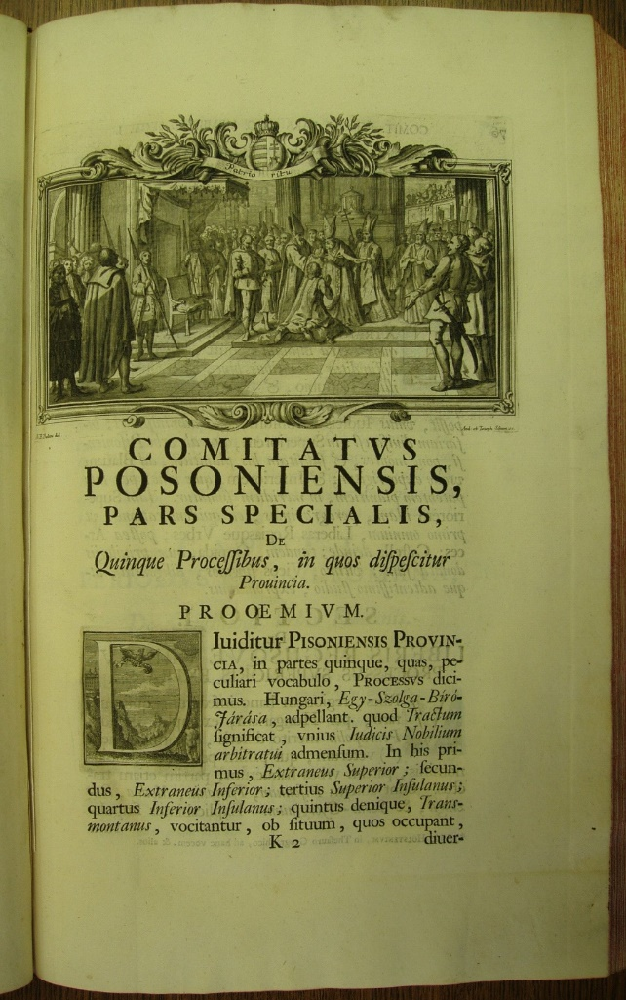 Patrio ritu
COMITATVS
POSONIENSIS,
PARS SPECIALIS,
DE
Quinque Proceſſibus, in quos diſpeſcitur
Prouincia.
PROOEMIVM.
DIuiditur PISONIENSIS PROVIN-
CIA, in partes quinque, quas, pe-
culiari vocabulo, PROCESSVS dici-
mus. Hungari, Egy-Szolga-Bíró-
Járáſa, adpellant. quod Tractum
ſignificat, vnius Iudicis Nobilium
arbitratui admenſum. In his pri-
mus, Extraneus Superior; ſecun-
dus, Extraneus Inferior; tertius Superior Inſulanus;
quartus Inferior Inſulanus; quintus denique, Trans-
montanus, vocitantur, ob ſituum, quos occupant,
K 2
diuer-